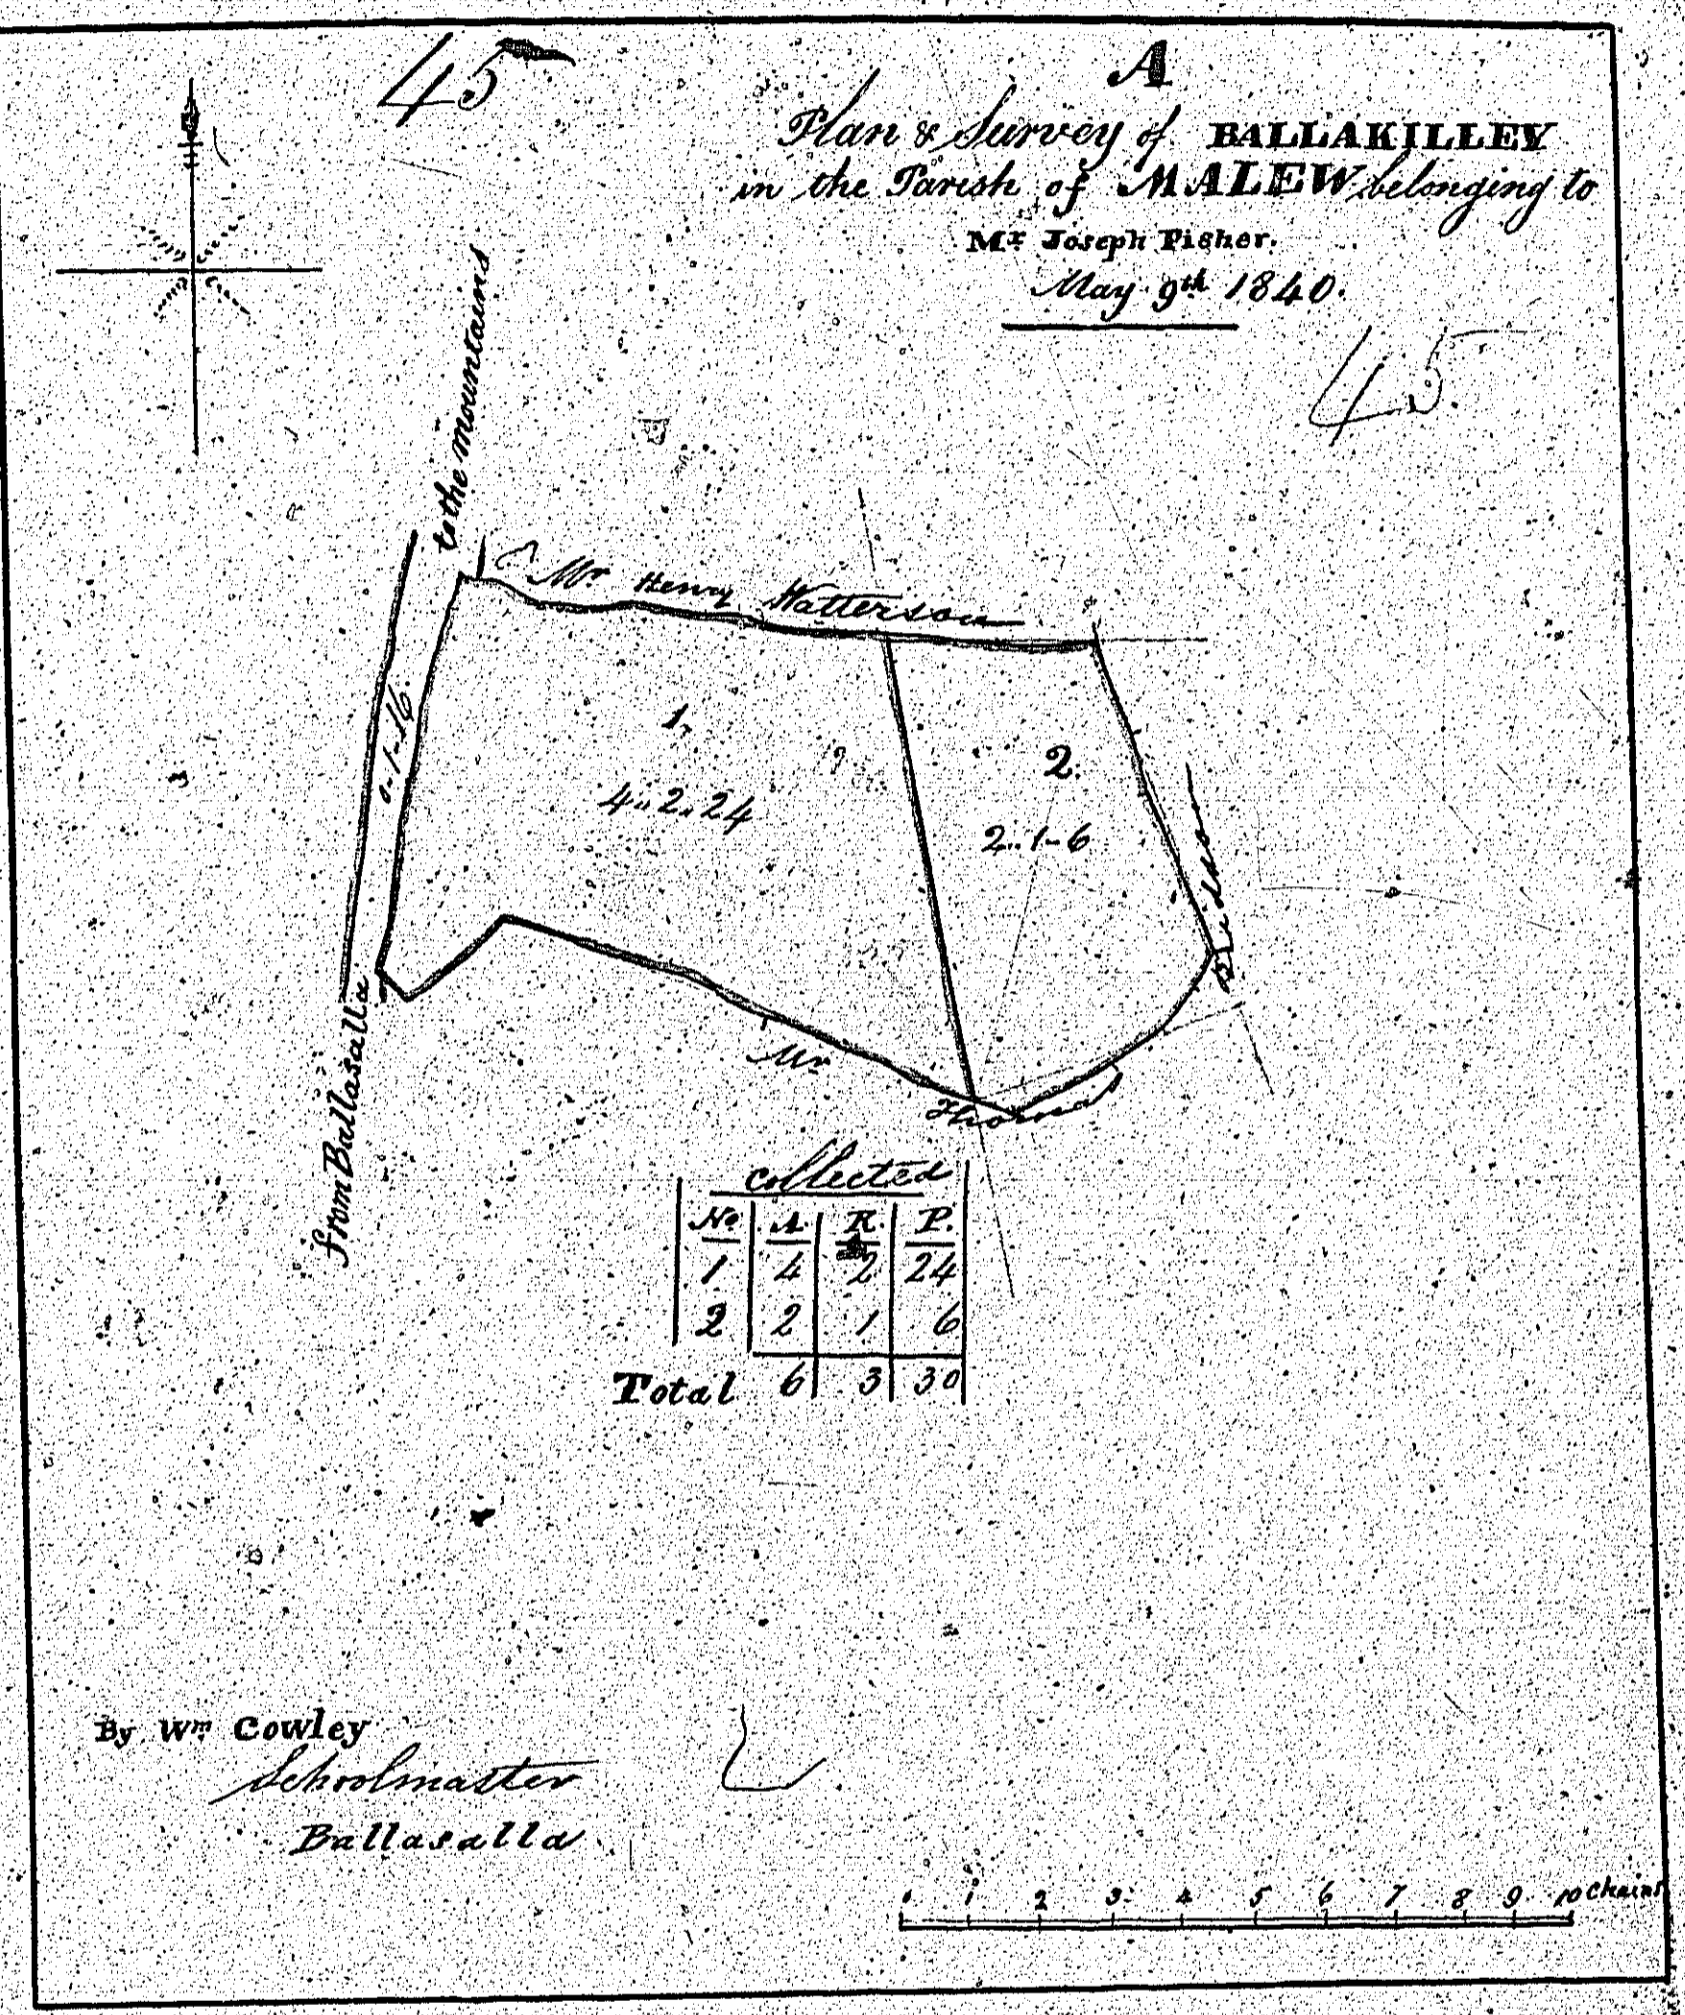 45
A
Plan & Survey of BALLAKILLEY
in the Parish of MALEW belonging to
Mr Joseph Fisher.
May 9th 1840.
45
to the mountains
Mr Henry Watterson
0-1-16.
1,
4..2..24
2.
2..1-6
Mr
Thomas
from Ballasalla
collected
No. A. R. P.
1 4 2 24
2 2 1 6
Total 6 3 30
By Wm Cowley
Schoolmaster
Ballasalla
1 2 3 4 5 6 7 8 9 10 Chains